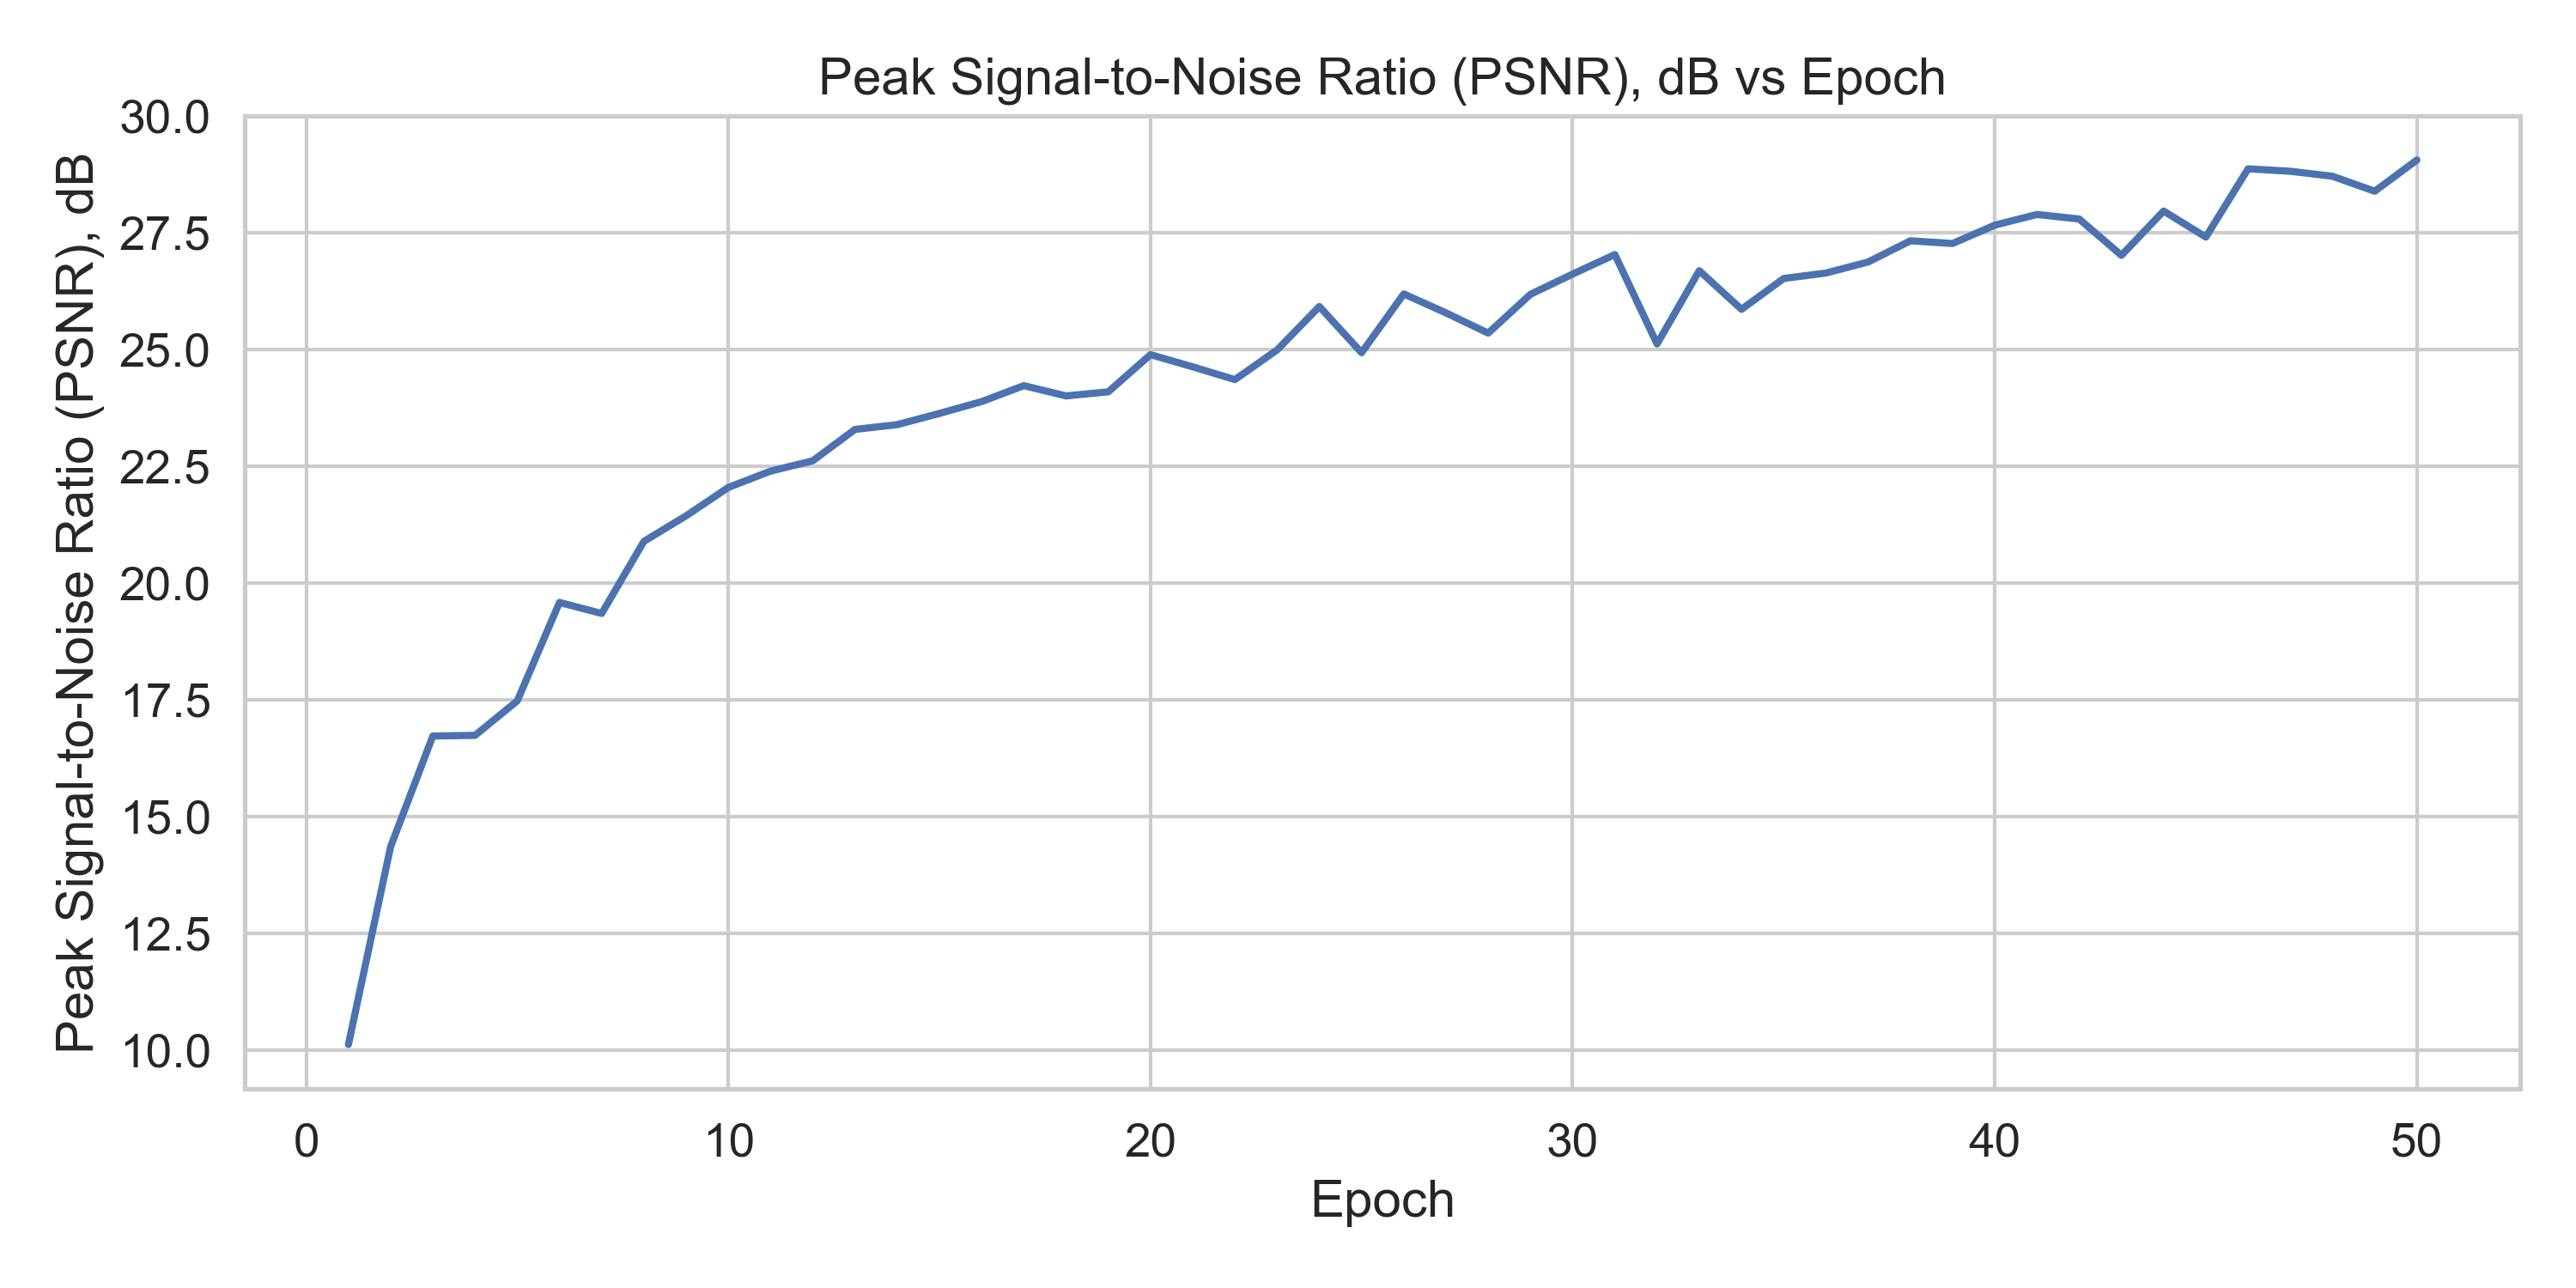 Peak Signal-to-Noise Ratio (PSNR), dB vs Epoch
Peak Signal-to-Noise Ratio (PSNR), dB
30.0
27.5
25.0
22.5
20.0
17.5
15.0
12.5
10.0
0 10 20 30 40 50
Epoch